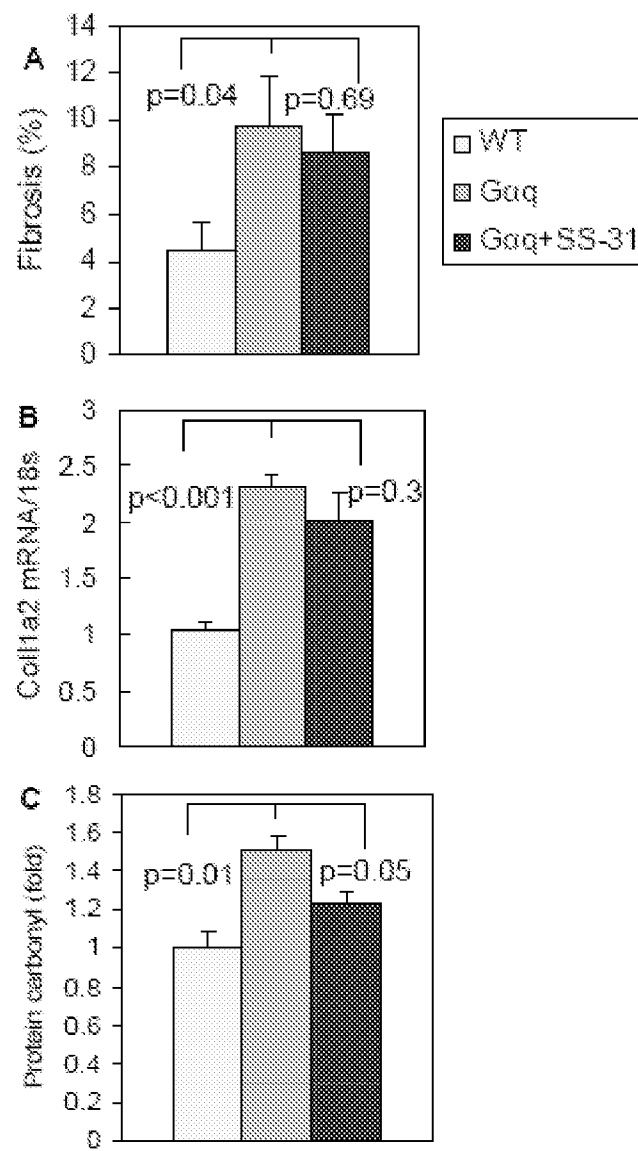 A
Fibrosis (%)
14
12
10
8
6
4
2
0
p=0.04
p=0.69
WT
Gαq
Gαq+SS-31
B
Coll1a2 mRNA/18s
3
2.5
2
1.5
1
0.5
0
p<0.001
p=0.3
C
Protein carbonyl (fold)
1.8
1.6
1.4
1.2
1
0.8
0.6
0.4
0.2
0
p=0.01
p=0.05